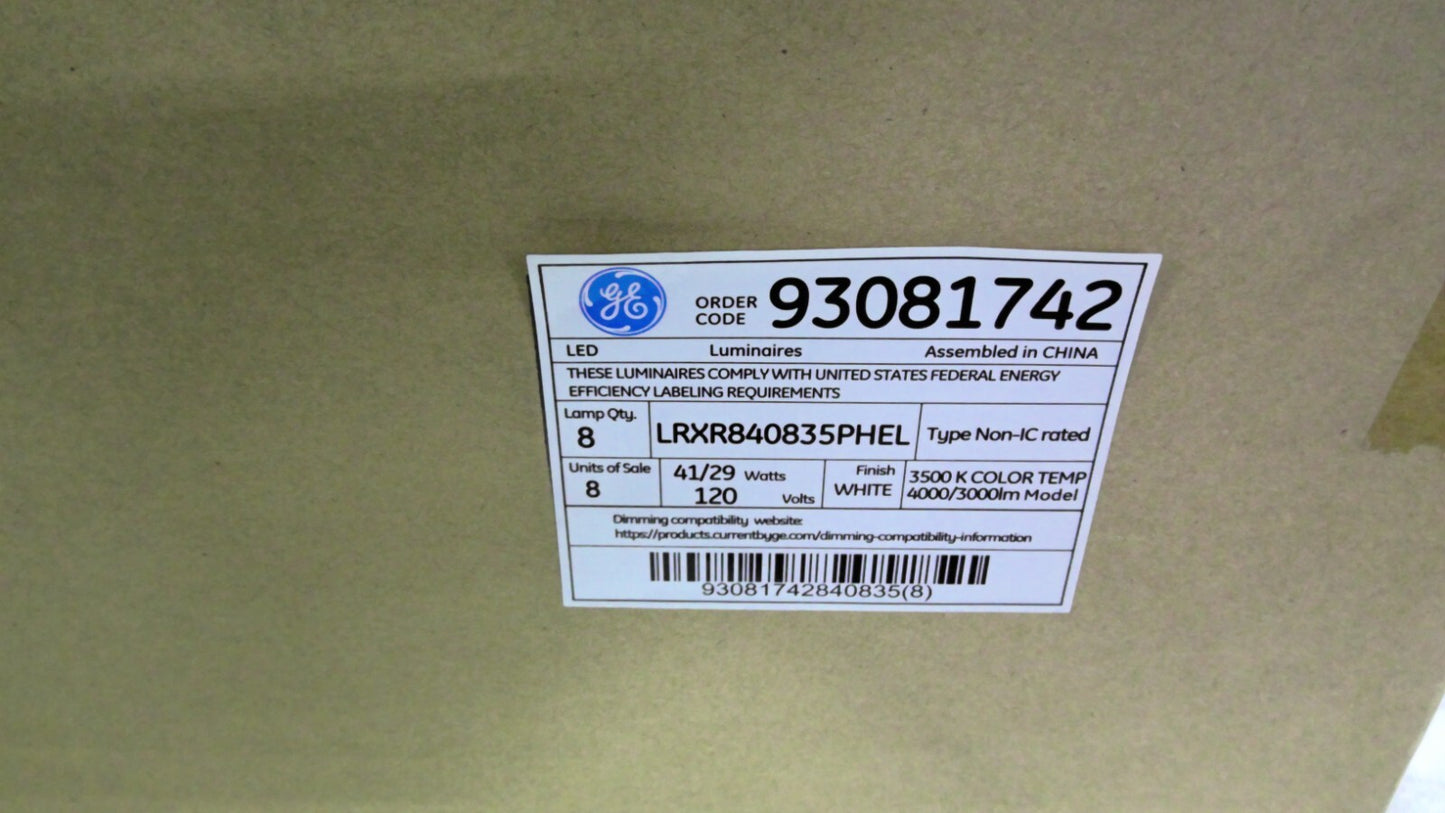 GE
ORDER CODE 93081742
LED Luminaires Assembled in CHINA
THESE LUMINAIRES COMPLY WITH UNITED STATES FEDERAL ENERGY
EFFICIENCY LABELING REQUIREMENTS
Lamp Qty.
8
LRXR840835PHEL
Type Non-IC rated
Units of Sale
8
41/29 Watts
120 Volts
Finish
WHITE
3500 K COLOR TEMP
4000/3000lm Model
Dimming compatibility website:
https://products.currentbyge.com/dimming-compatibility-information
93081742840835(8)